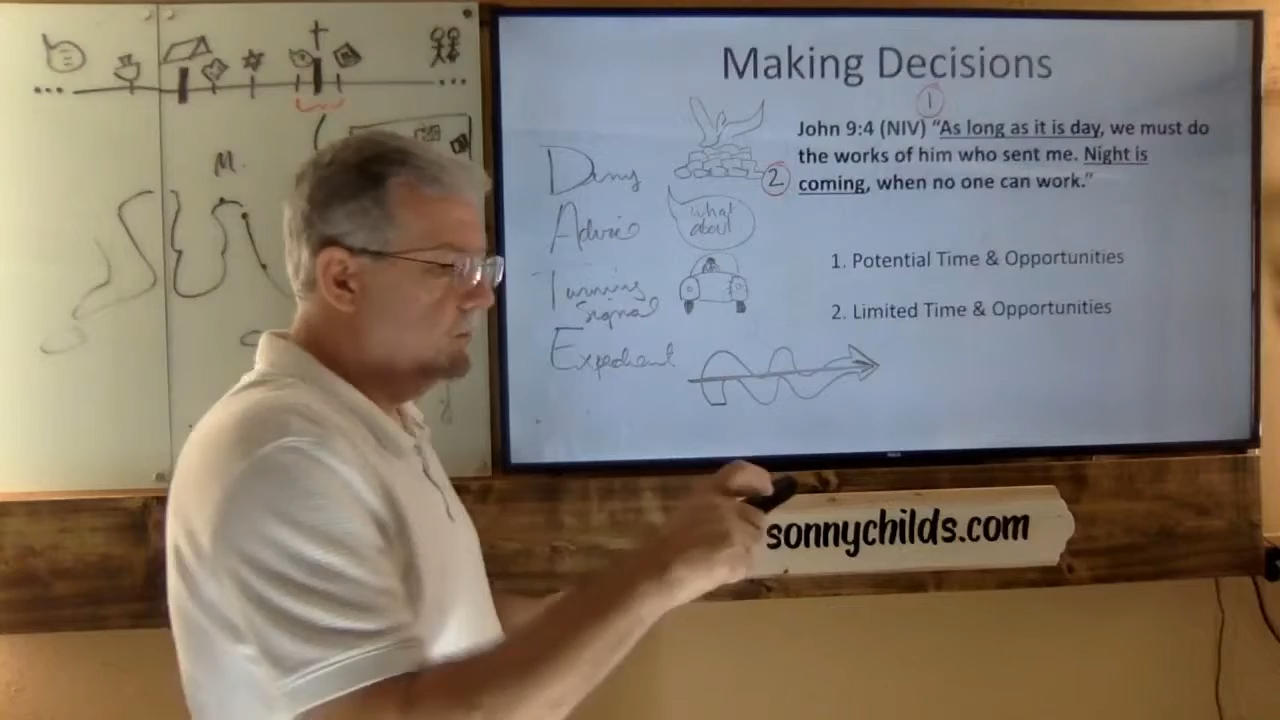 M.
Making Decisions
1
John 9:4 (NIV) “As long as it is day, we must do
the works of him who sent me. Night is
2 coming, when no one can work.”
Deny
Advice
what
about
Turning
Signal
Expedient
1. Potential Time & Opportunities
2. Limited Time & Opportunities
sonnychilds.com